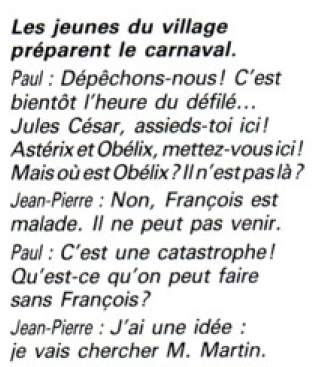 Les jeunes du village
préparent le carnaval.
Paul : Dépêchons-nous! C'est
bientôt l'heure du défilé...
Jules César, assieds-toi ici!
Astérix et Obélix, mettez-vous ici!
Mais où est Obélix? Il n'est pas là?
Jean-Pierre : Non, François est
malade. Il ne peut pas venir.
Paul : C'est une catastrophe!
Qu'est-ce qu'on peut faire
sans François?
Jean-Pierre : J'ai une idée :
je vais chercher M. Martin.